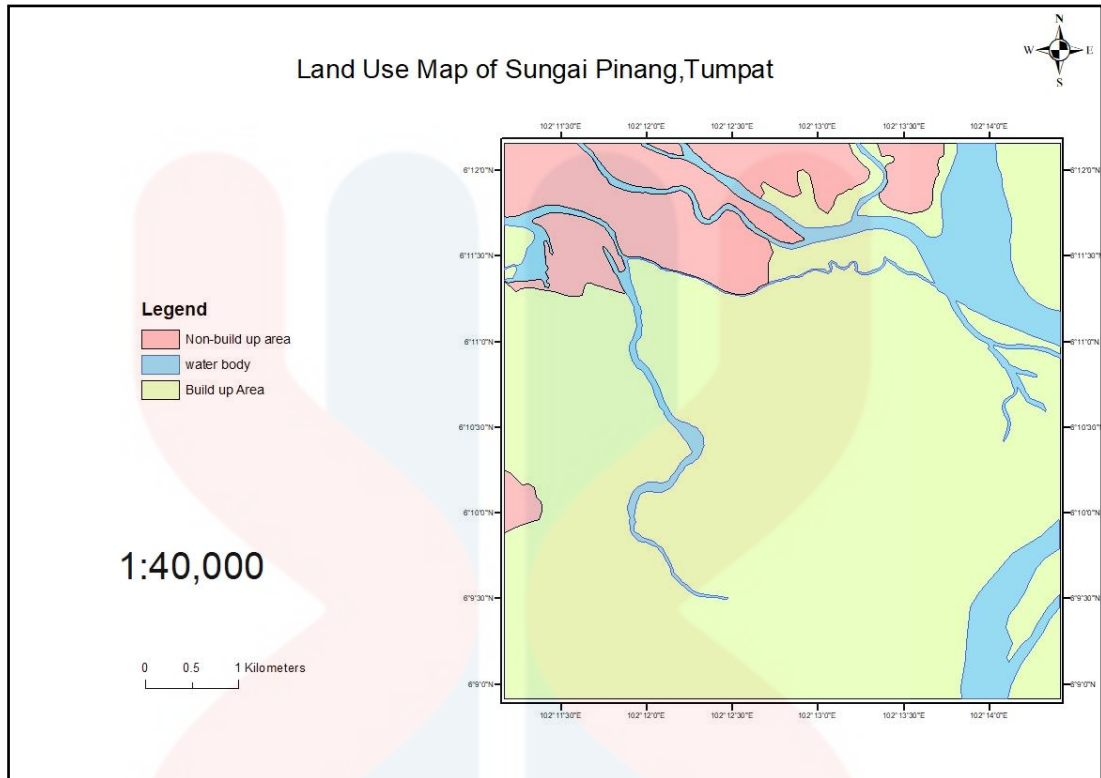 N
W E
S
Land Use Map of Sungai Pinang,Tumpat
102°11'30"E 102°12'0"E 102°12'30"E 102°13'0"E 102°13'30"E 102°14'0"E
6°12'0"N 6°12'0"N
6°11'30"N 6°11'30"N
Legend
Non-build up area
water body
Build up Area
6°11'0"N 6°11'0"N
6°10'30"N 6°10'30"N
6°10'0"N 6°10'0"N
1:40,000
6°9'30"N 6°9'30"N
0 0.5 1 Kilometers
6°9'0"N 6°9'0"N
102°11'30"E 102°12'0"E 102°12'30"E 102°13'0"E 102°13'30"E 102°14'0"E